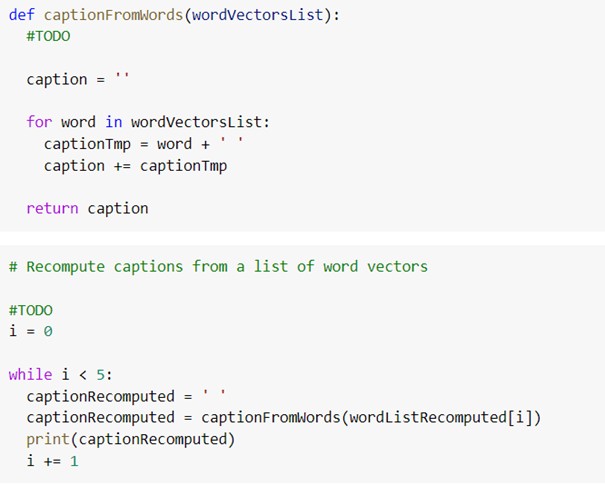 def captionFromWords(wordVectorsList):
  #TODO

  caption = ''

  for word in wordVectorsList:
    captionTmp = word + ' '
    caption += captionTmp

  return caption

# Recompute captions from a list of word vectors

#TODO
i = 0

while i < 5:
  captionRecomputed = ' '
  captionRecomputed = captionFromWords(wordListRecomputed[i])
  print(captionRecomputed)
  i += 1